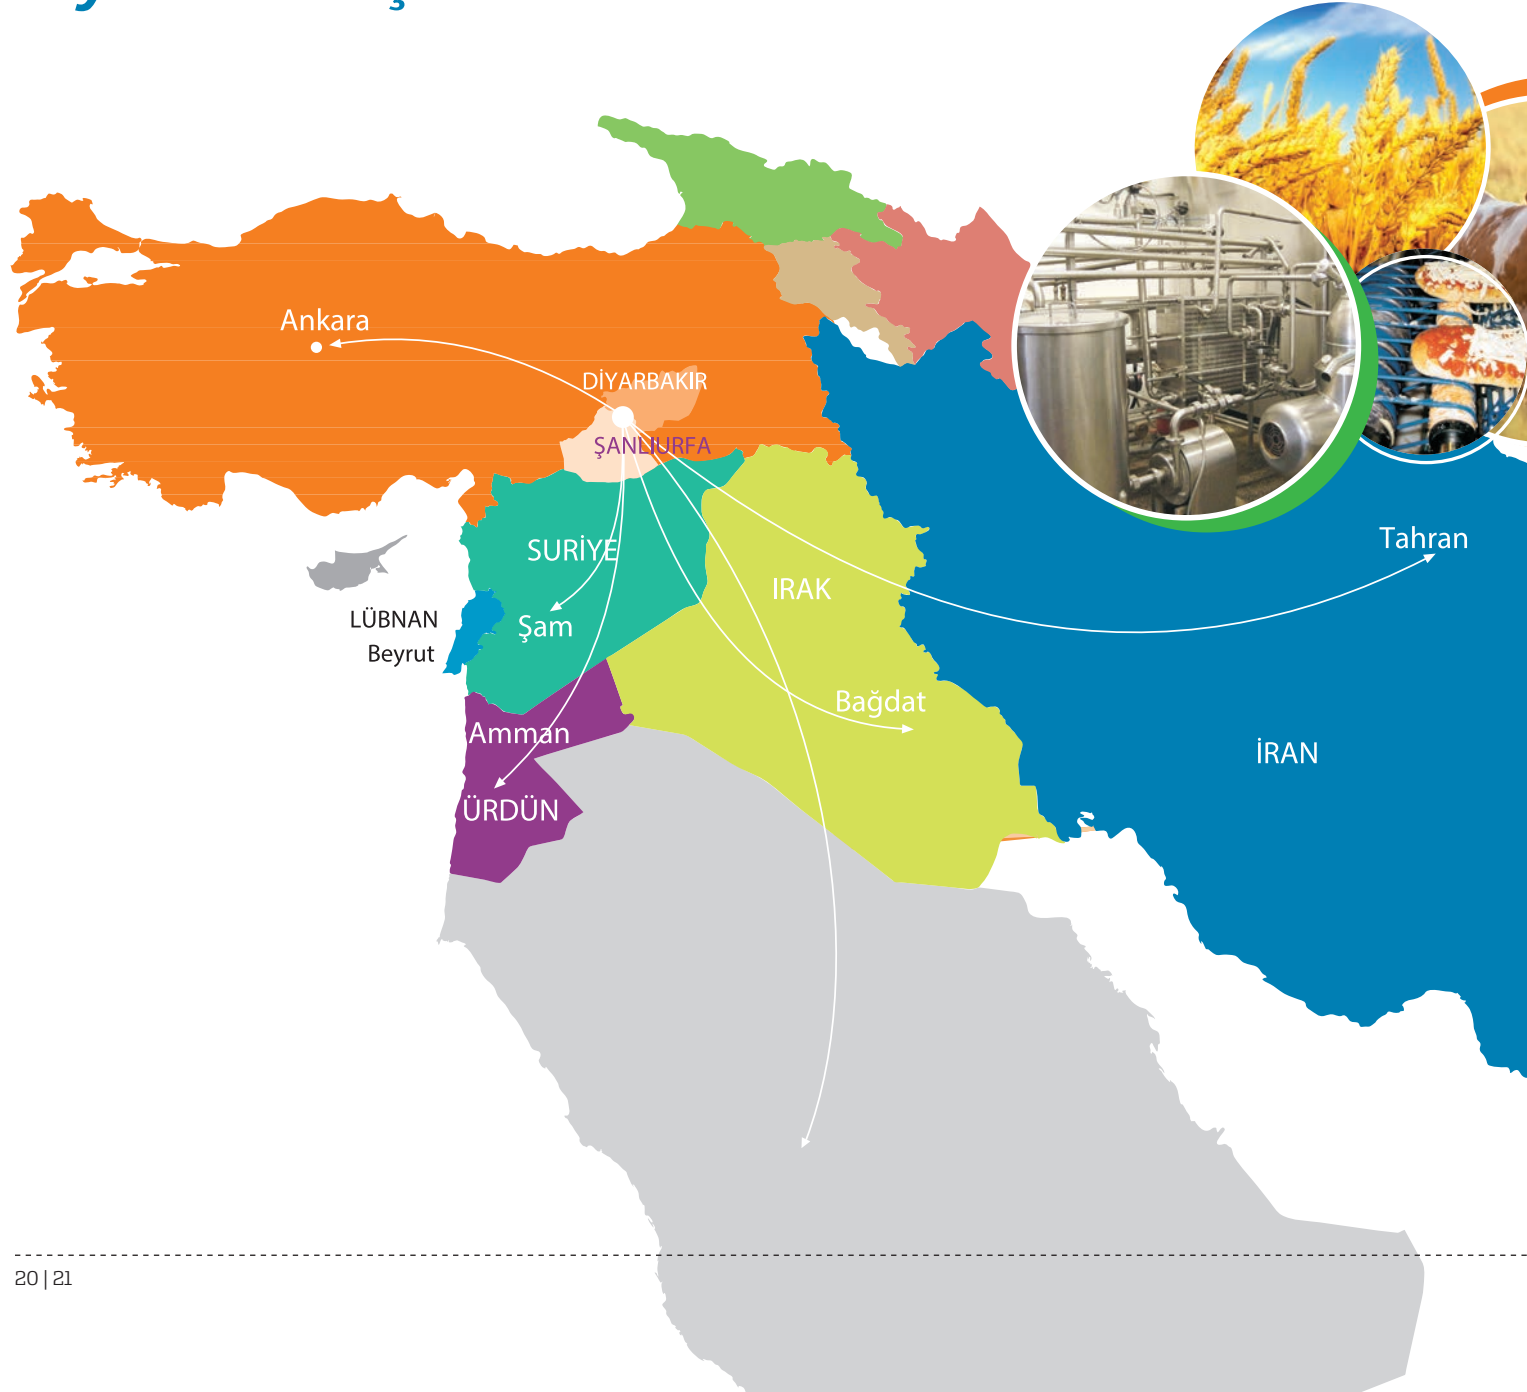 Ankara
DİYARBAKIR
ŞANLIURFA
Tahran
SURİYE
IRAK
LÜBNAN
Şam
Beyrut
Bağdat
Amman
İRAN
ÜRDÜN
20 | 21